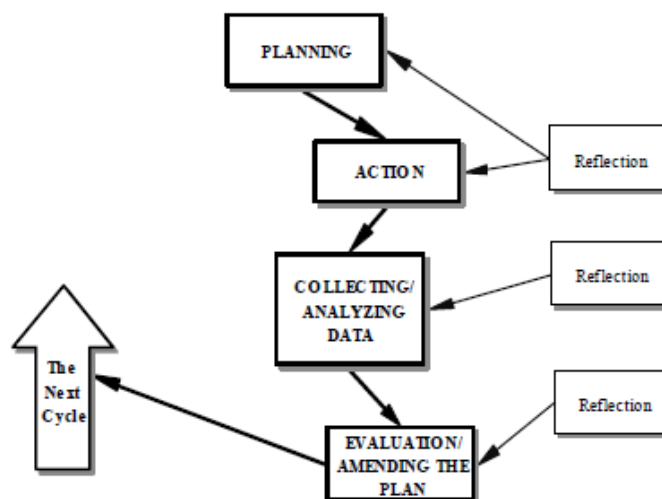 PLANNING
Reflection
ACTION
COLLECTING/
ANALYZING
DATA
Reflection
The
Next
Cycle
Reflection
EVALUATION/
AMENDING THE
PLAN